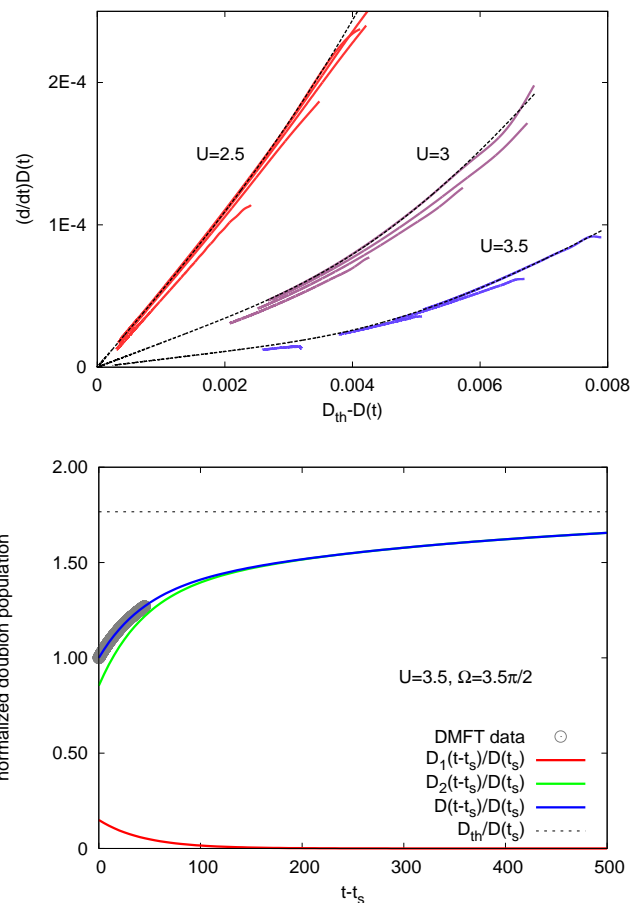 2E-4
1E-4
0
(d/dt)D(t)
U=2.5
U=3
U=3.5
0 0.002 0.004 0.006 0.008
D_th-D(t)
2.00
1.50
1.00
0.50
0
normalized doublon population
U=3.5, Ω=3.5π/2
DMFT data
D_1(t-t_s)/D(t_s)
D_2(t-t_s)/D(t_s)
D(t-t_s)/D(t_s)
D_th/D(t_s)
0 100 200 300 400 500
t-t_s